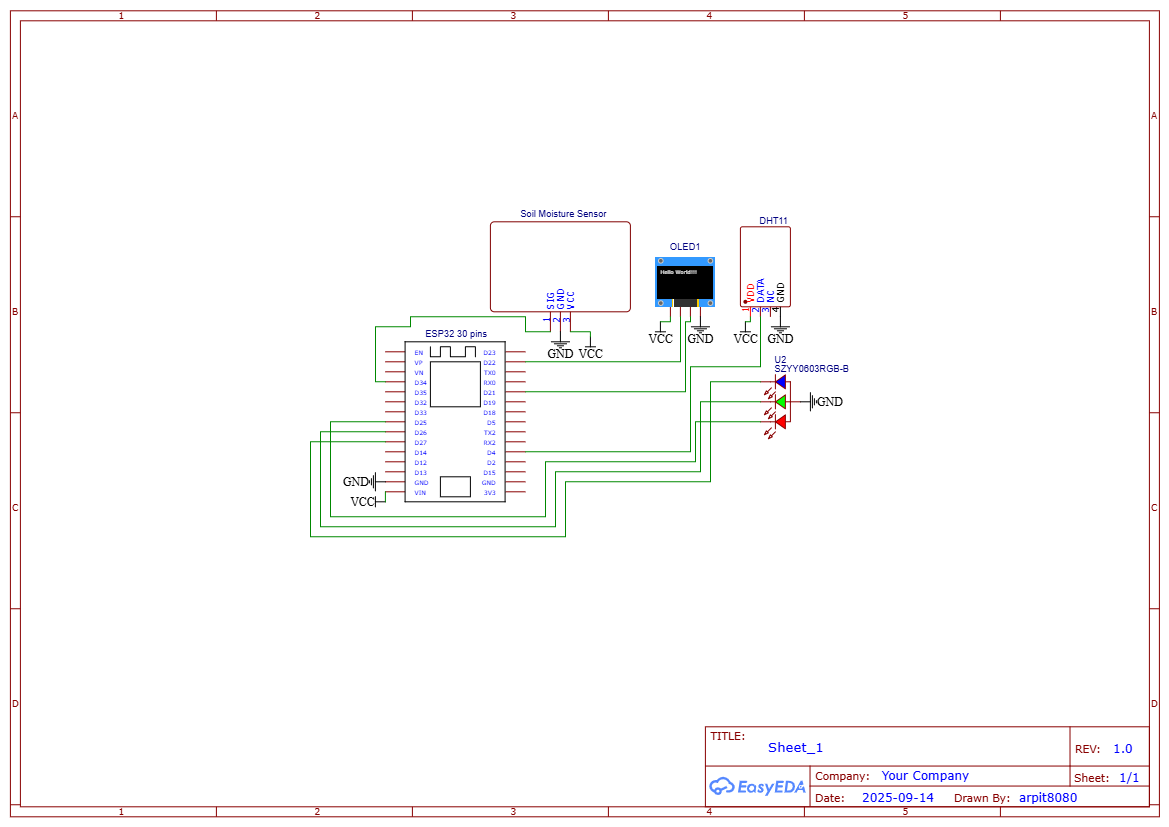 1 2 3 4 5
A A
Soil Moisture Sensor
DHT11
OLED1
Hello World!!!!
SIG GND VCC
VDD DATA NC GND
B B
1 2 3
1 2 3 4
GND VCC
VCC GND
VCC GND
ESP32 30 pins
EN D23
VP D22
VN TX0
D34 RX0
D35 D21
D32 D19
D33 D18
D25 D5
D26 TX2
D27 RX2
D14 D4
D12 D2
D13 D15
GND GND
VIN 3V3
GND
VCC
U2
SZYY0603RGB-B
GND
C C
D D
TITLE:
Sheet_1
REV: 1.0
EasyEDA
Company: Your Company
Sheet: 1/1
Date: 2025-09-14 Drawn By: arpit8080
1 2 3 4 5